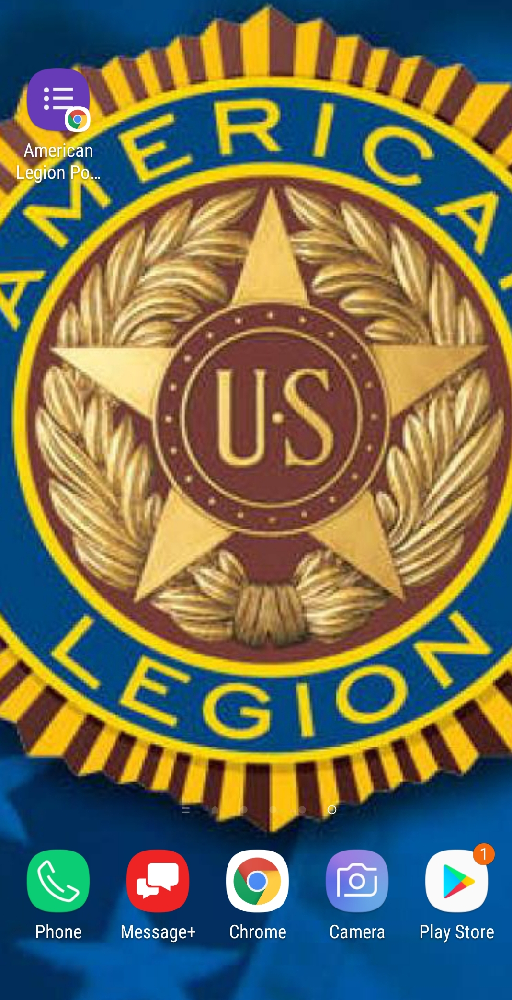 AMERICAN
American
Legion Po...
U.S
LEGION
1
Phone
Message+
Chrome
Camera
Play Store